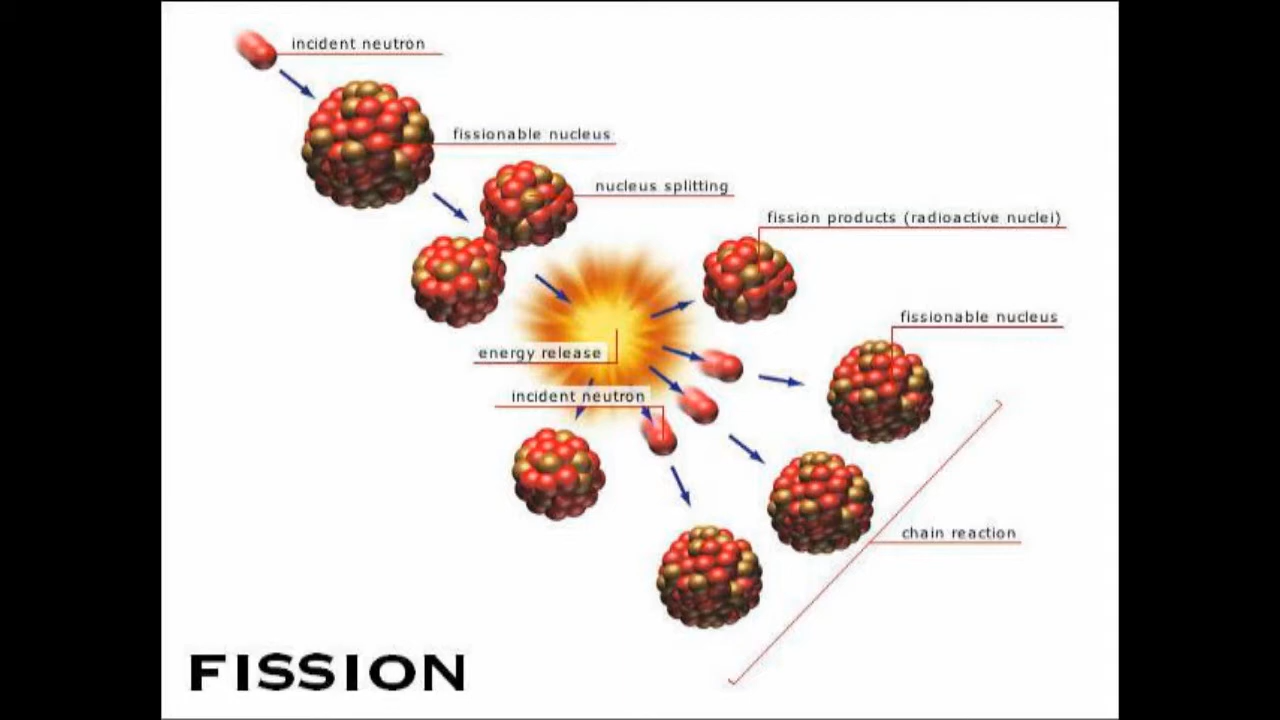 incident neutron
fissionable nucleus
nucleus splitting
fission products (radioactive nuclei)
fissionable nucleus
energy release
incident neutron
chain reaction
FISSION